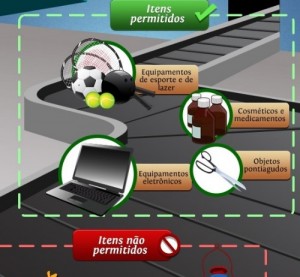 Itens
permitidos
Equipamentos
de esporte e de
lazer
Cosméticos e
medicamentos
Equipamentos
eletrônicos
Objetos
pontiagudos
Itens não
permitidos